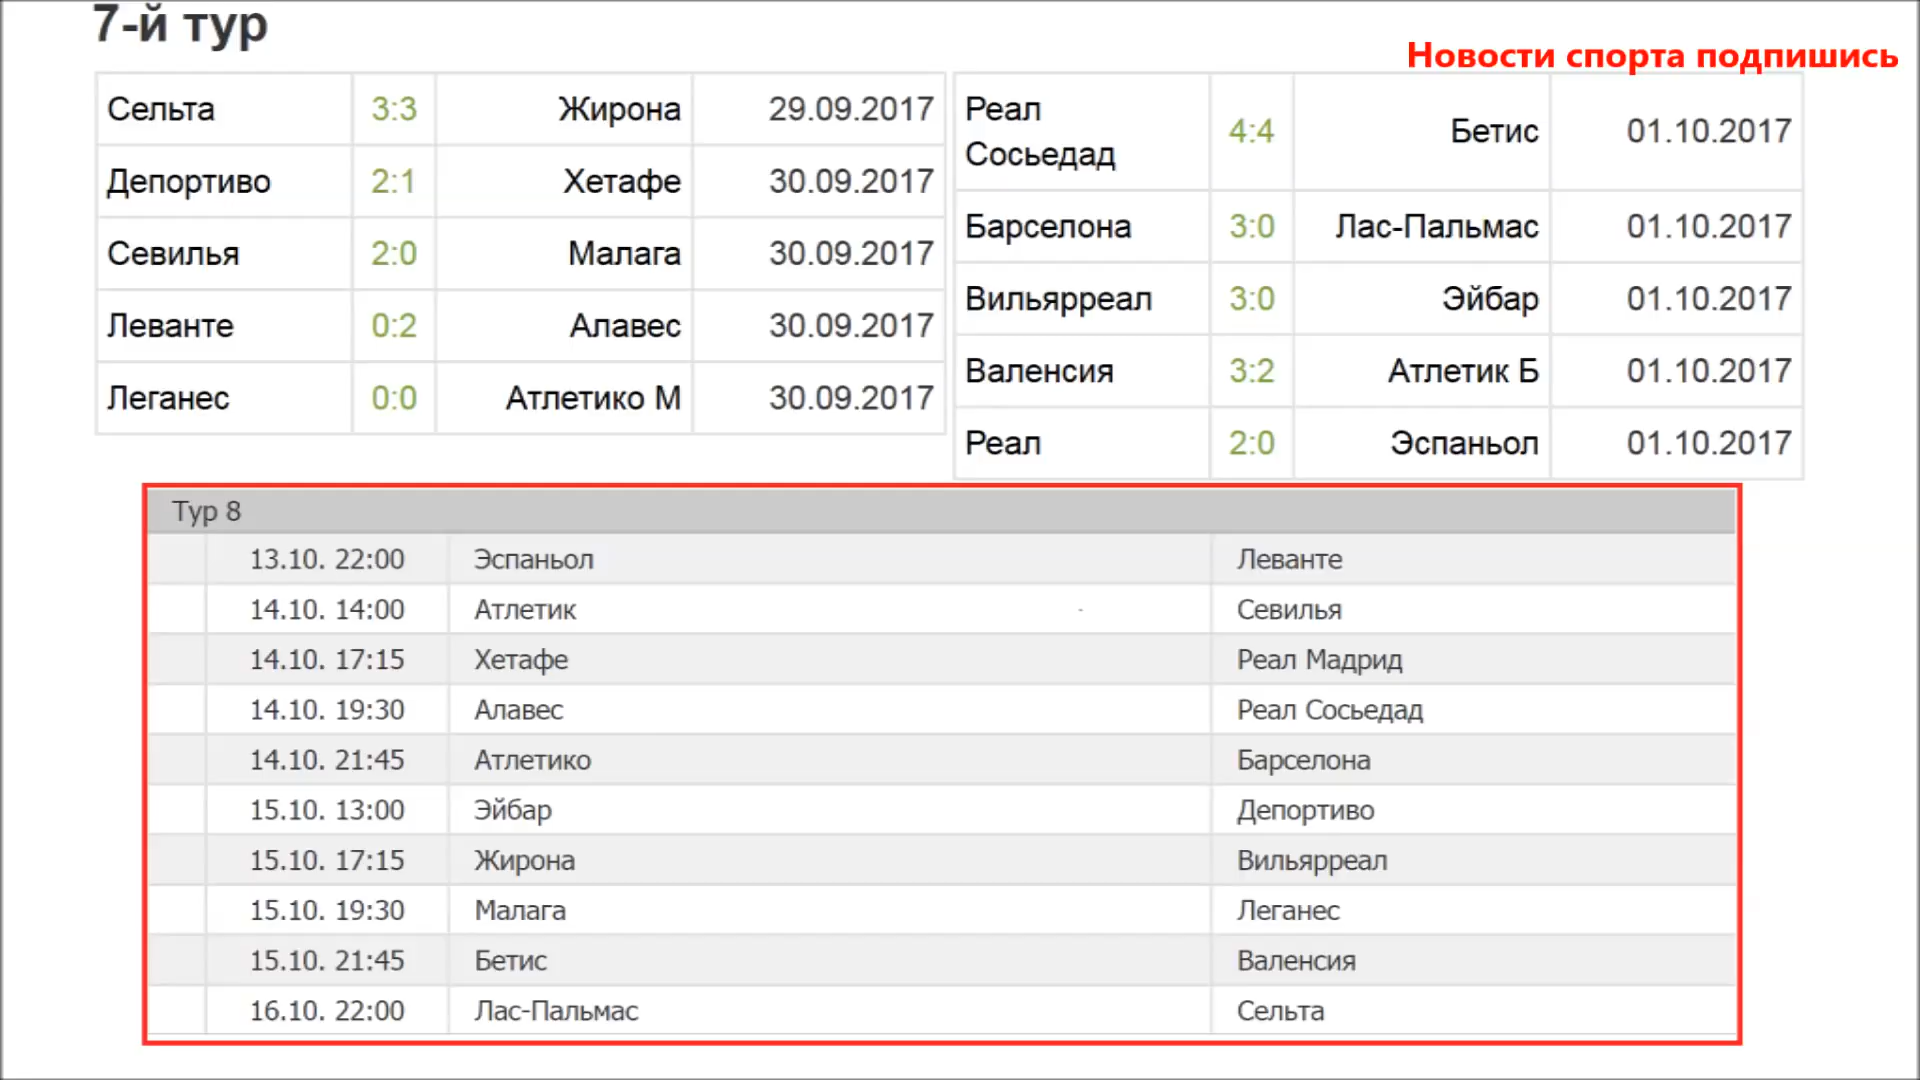 7-й тур
Новости спорта подпишись
Сельта 3:3 Жирона 29.09.2017
Депортиво 2:1 Хетафе 30.09.2017
Севилья 2:0 Малага 30.09.2017
Леванте 0:2 Алавес 30.09.2017
Леганес 0:0 Атлетико М 30.09.2017
Реал
Сосьедад 4:4 Бетис 01.10.2017
Барселона 3:0 Лас-Пальмас 01.10.2017
Вильярреал 3:0 Эйбар 01.10.2017
Валенсия 3:2 Атлетик Б 01.10.2017
Реал 2:0 Эспаньол 01.10.2017
Тур 8
13.10. 22:00 Эспаньол Леванте
14.10. 14:00 Атлетик Севилья
14.10. 17:15 Хетафе Реал Мадрид
14.10. 19:30 Алавес Реал Сосьедад
14.10. 21:45 Атлетико Барселона
15.10. 13:00 Эйбар Депортиво
15.10. 17:15 Жирона Вильярреал
15.10. 19:30 Малага Леганес
15.10. 21:45 Бетис Валенсия
16.10. 22:00 Лас-Пальмас Сельта